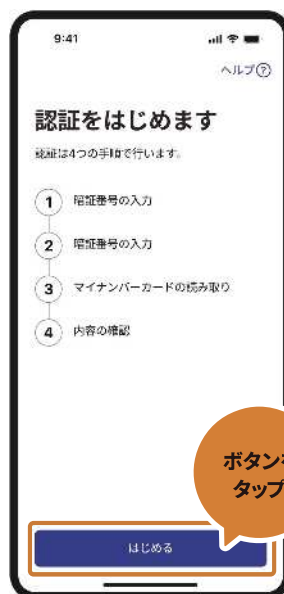 9:41
ヘルプ?
認証をはじめます
認証は4つの手順で行います。
1 暗証番号の入力
2 暗証番号の入力
3 マイナンバーカードの読み取り
4 内容の確認
ボタンを
タップ
はじめる